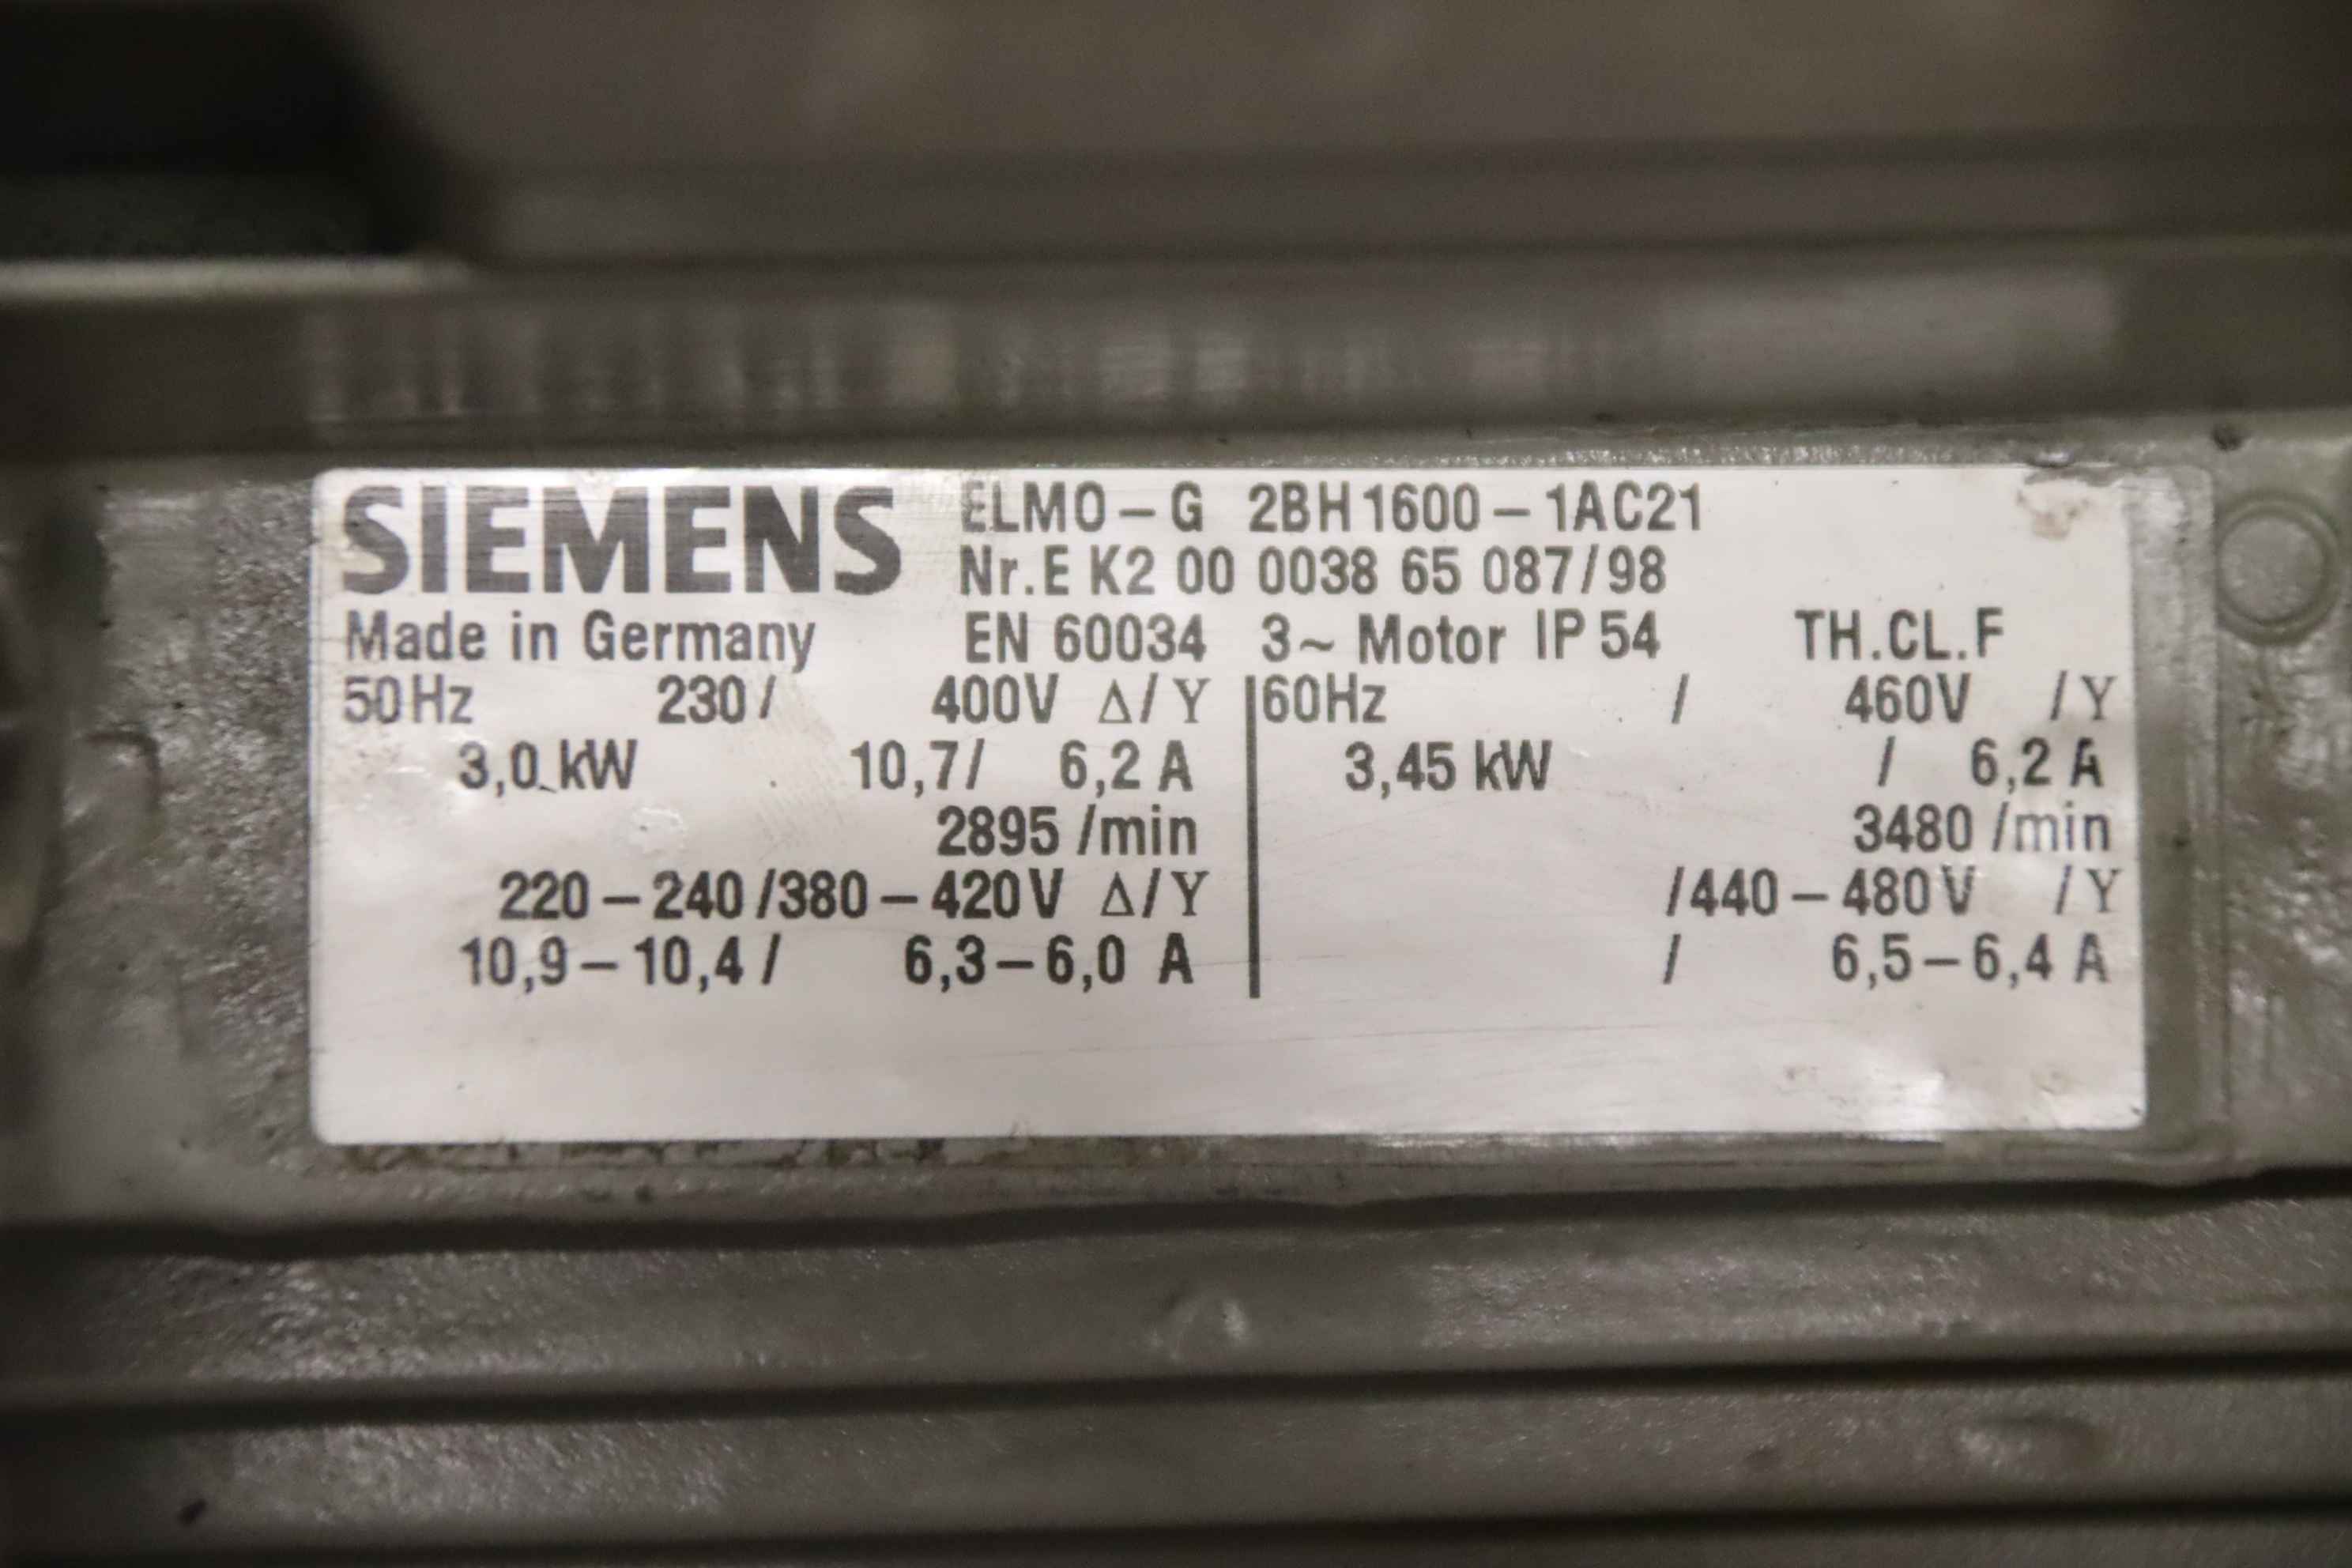 SIEMENS ELMO-G 2BH1600-1AC21
Nr.E K2 00 0038 65 087/98
Made in Germany EN 60034 3~ Motor IP 54 TH.CL.F
50Hz 230/ 400V Δ/Y 60Hz / 460V /Y
3,0 kW 10,7/ 6,2 A 3,45 kW / 6,2 A
2895 /min 3480 /min
220-240/380-420V Δ/Y /440-480V /Y
10,9-10,4/ 6,3-6,0 A / 6,5-6,4 A